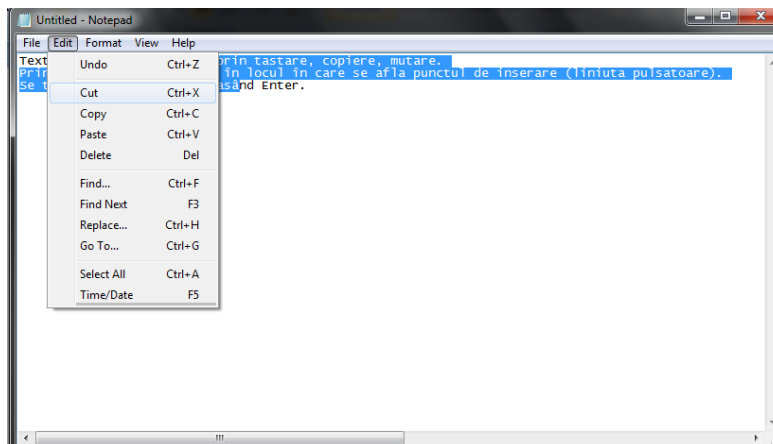 Untitled - Notepad
File Edit Format View Help
Text prin tastare, copiere, mutare.
Prin în locul în care se afla punctul de inserare (liniuta pulsatoare).
Se nd Enter.
Undo Ctrl+Z
Cut Ctrl+X
Copy Ctrl+C
Paste Ctrl+V
Delete Del
Find... Ctrl+F
Find Next F3
Replace... Ctrl+H
Go To... Ctrl+G
Select All Ctrl+A
Time/Date F5